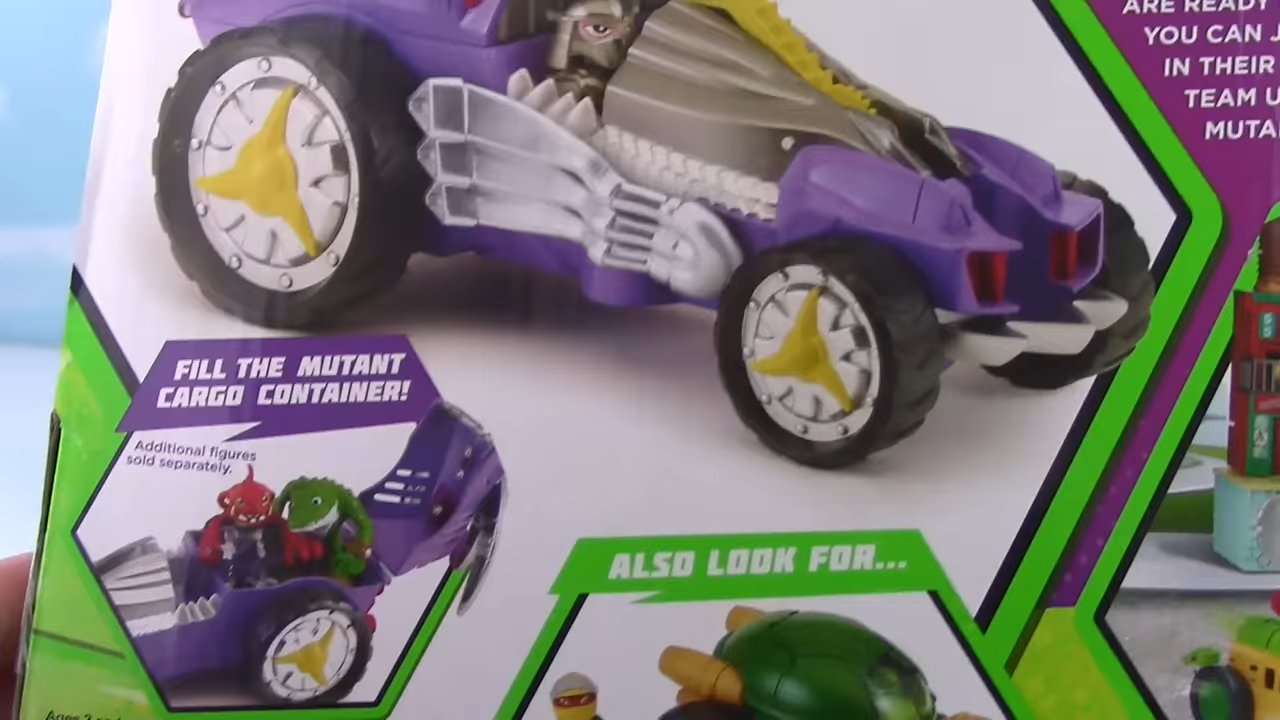 ARE READY
YOU CAN
IN THEIR
TEAM
FILL THE MUTANT
CARGO CONTAINER!
Additional figures
sold separately.
ALSO LOOK FOR...